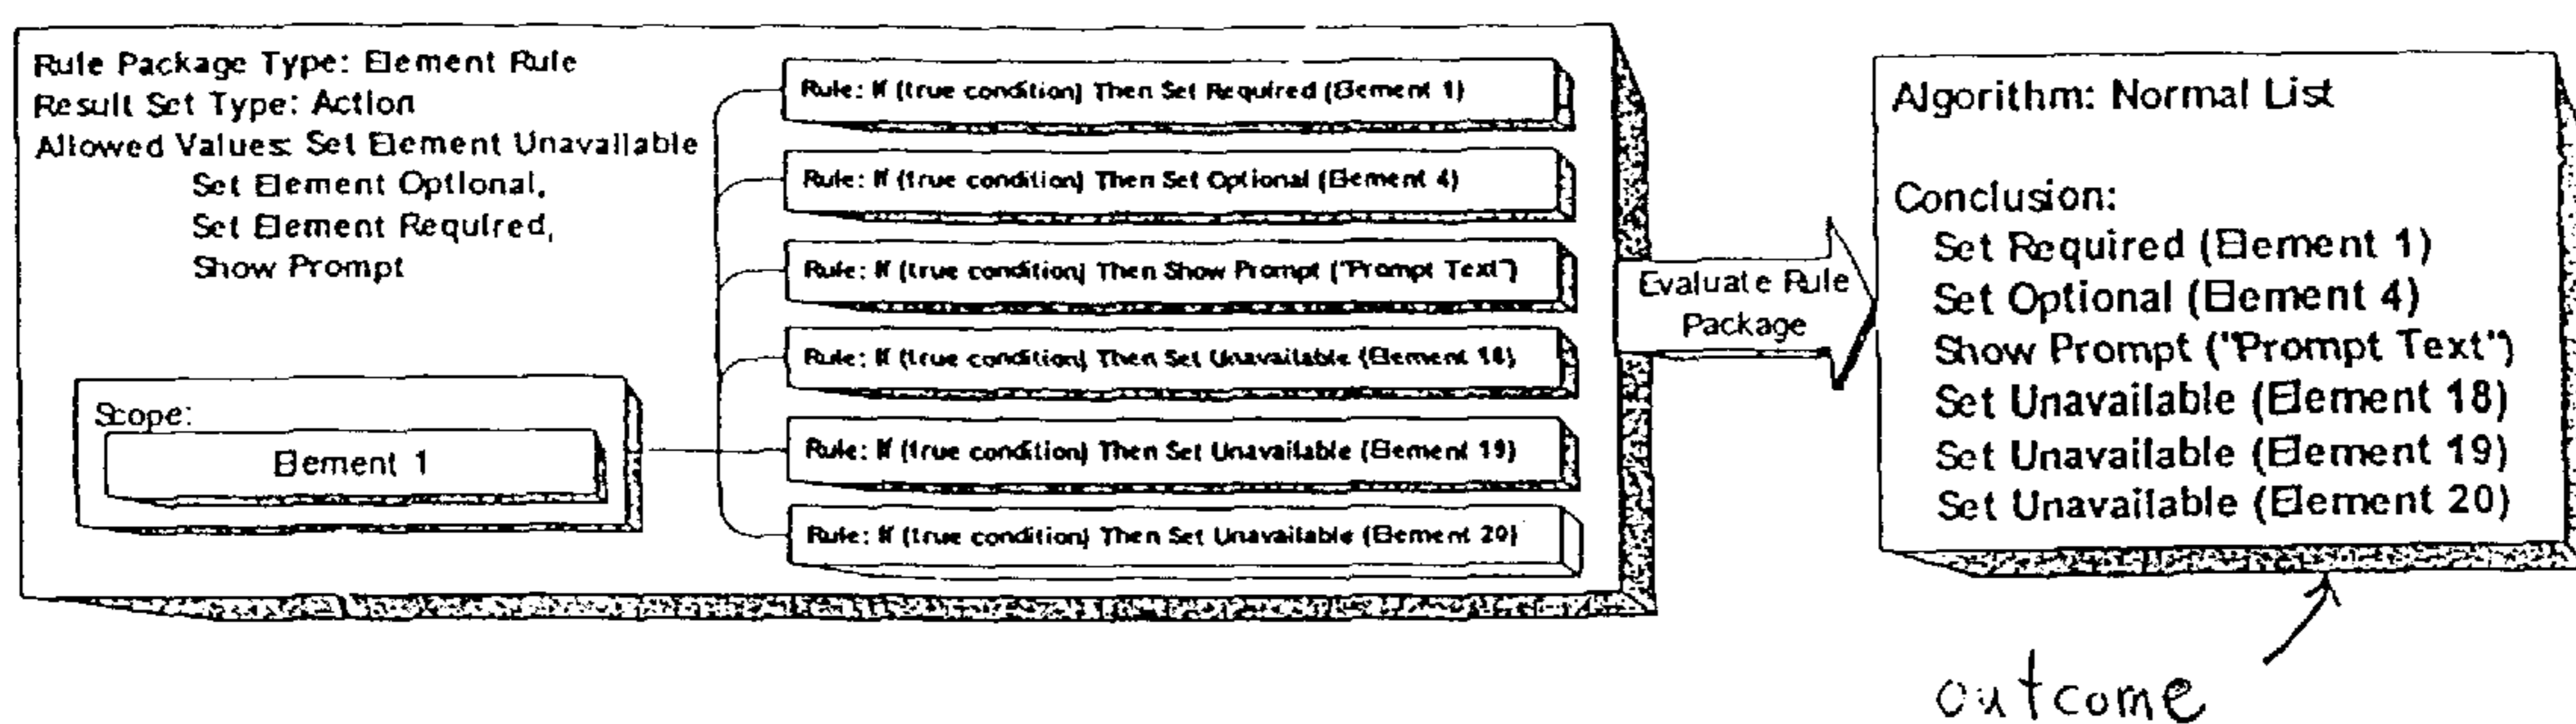 Rule Package Type: Element Rule
Result Set Type: Action
Allowed Values: Set Element Unavailable
Set Element Optional,
Set Element Required,
Show Prompt
Scope:
Element 1
Rule: If (true condition) Then Set Required (Element 1)
Rule: If (true condition) Then Set Optional (Element 4)
Rule: If (true condition) Then Show Prompt ("Prompt Text")
Rule: If (true condition) Then Set Unavailable (Element 18)
Rule: If (true condition) Then Set Unavailable (Element 19)
Rule: If (true condition) Then Set Unavailable (Element 20)
Evaluate Rule
Package
Algorithm: Normal List
Conclusion:
Set Required (Element 1)
Set Optional (Element 4)
Show Prompt ("Prompt Text")
Set Unavailable (Element 18)
Set Unavailable (Element 19)
Set Unavailable (Element 20)
outcome